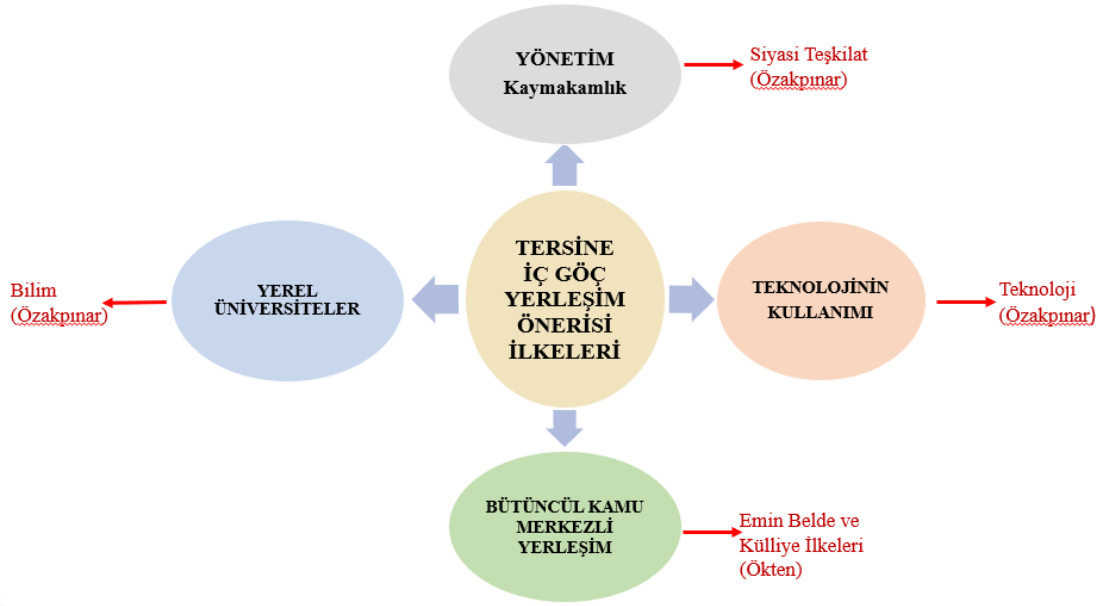 YÖNETİM
Kaymakamlık
Siyasi Teşkilat
(Özakpınar)
TERSİNE
İÇ GÖÇ
YERLEŞİM
ÖNERİSİ
İLKELERİ
YEREL
ÜNİVERSİTELER
Bilim
(Özakpınar)
TEKNOLOJİNİN
KULLANIMI
Teknoloji
(Özakpınar)
BÜTÜNCÜL KAMU
MERKEZLİ
YERLEŞİM
Emin Belde ve
Külliye İlkeleri
(Ökten)